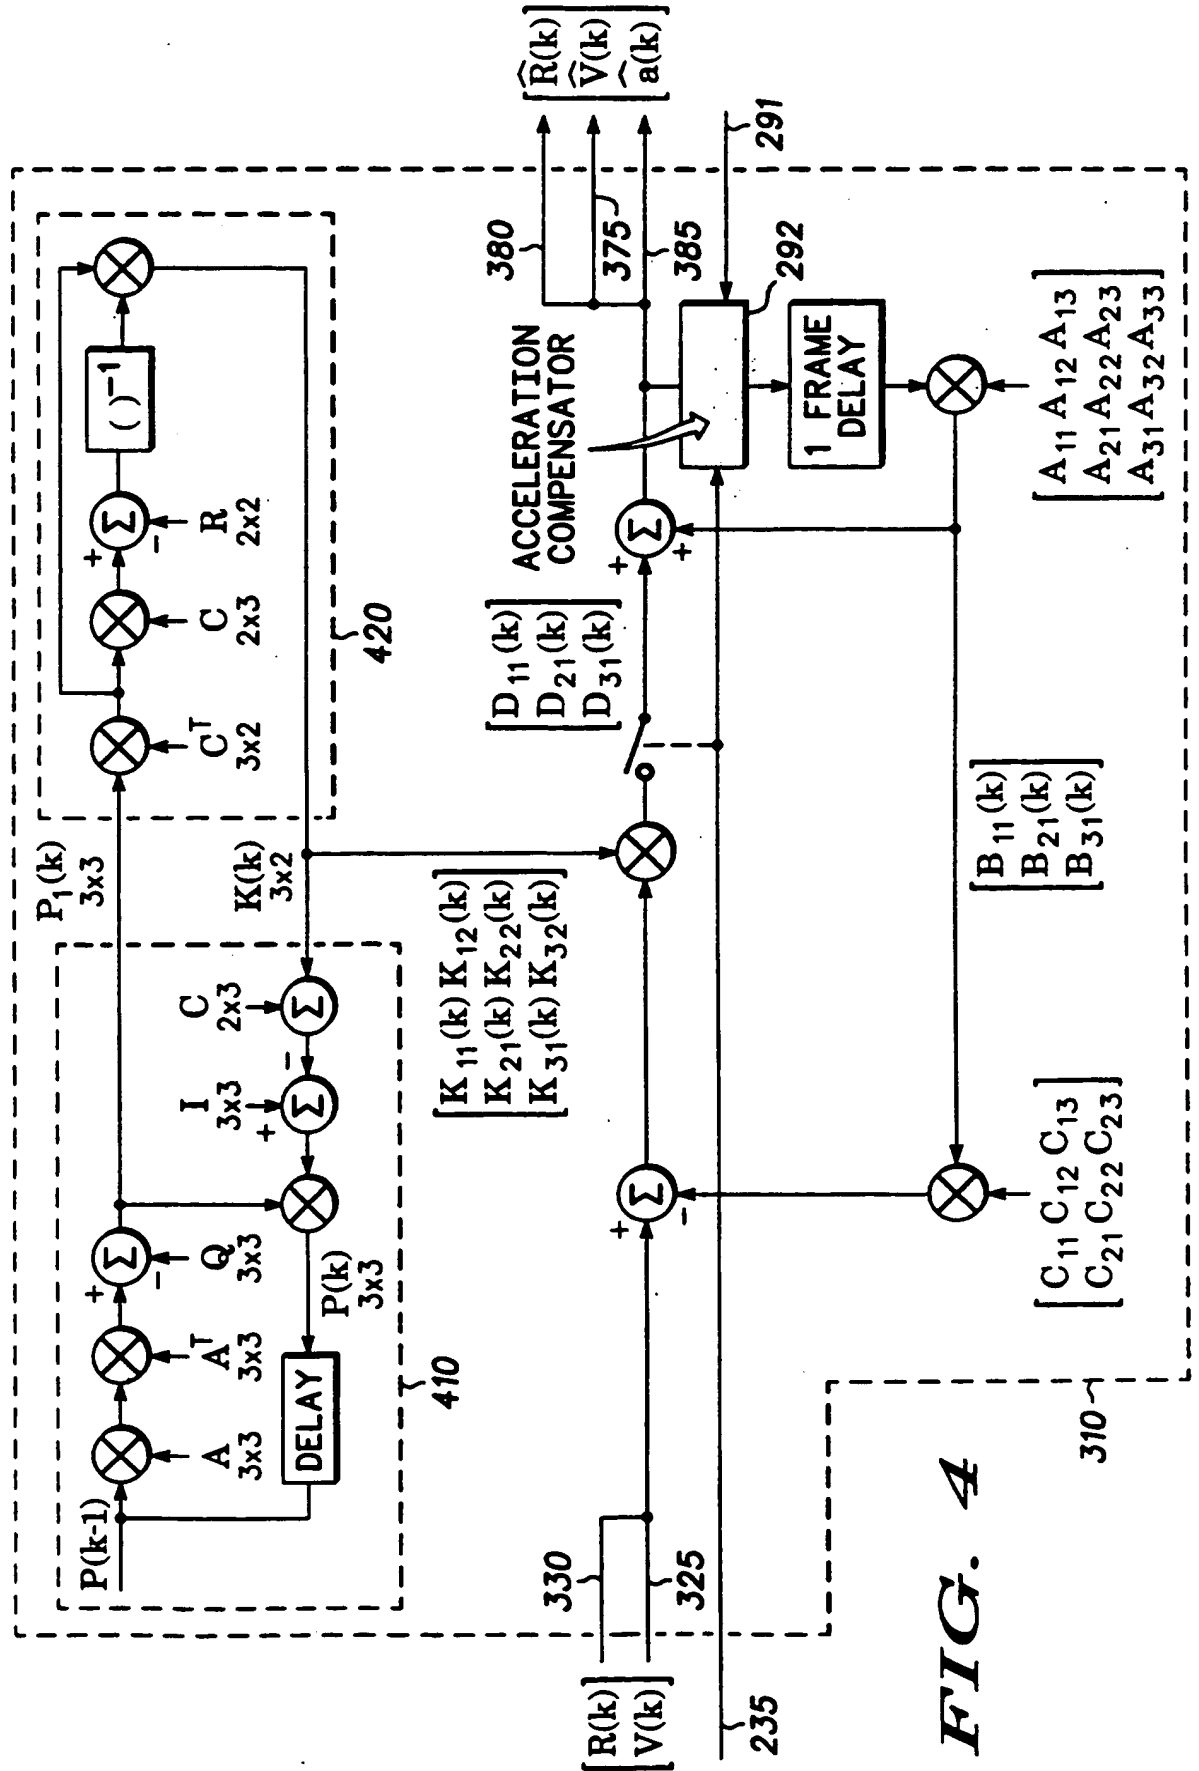 P(k-1)
A
3x3
Aᵀ
3x3
+
-
Q
3x3
P₁(k)
3x3
Cᵀ
3x2
C
2x3
+
-
R
2x2
( )⁻¹
DELAY
P(k)
3x3
I
3x3
+
-
C
2x3
K(k)
3x2
410
420
[K₁₁(k) K₁₂(k)]
[K₂₁(k) K₂₂(k)]
[K₃₁(k) K₃₂(k)]
[R(k)]
[V(k)]
330
325
235
Σ
Σ
Σ
Σ
Σ
Σ
+
-
[D₁₁(k)]
[D₂₁(k)]
[D₃₁(k)]
+
+
ACCELERATION
COMPENSATOR
380
375
385
[R̂(k)]
[V̂(k)]
[â(k)]
291
292
1 FRAME
DELAY
[B₁₁(k)]
[B₂₁(k)]
[B₃₁(k)]
[C₁₁ C₁₂ C₁₃]
[C₂₁ C₂₂ C₂₃]
[A₁₁ A₁₂ A₁₃]
[A₂₁ A₂₂ A₂₃]
[A₃₁ A₃₂ A₃₃]
310
FIG. 4